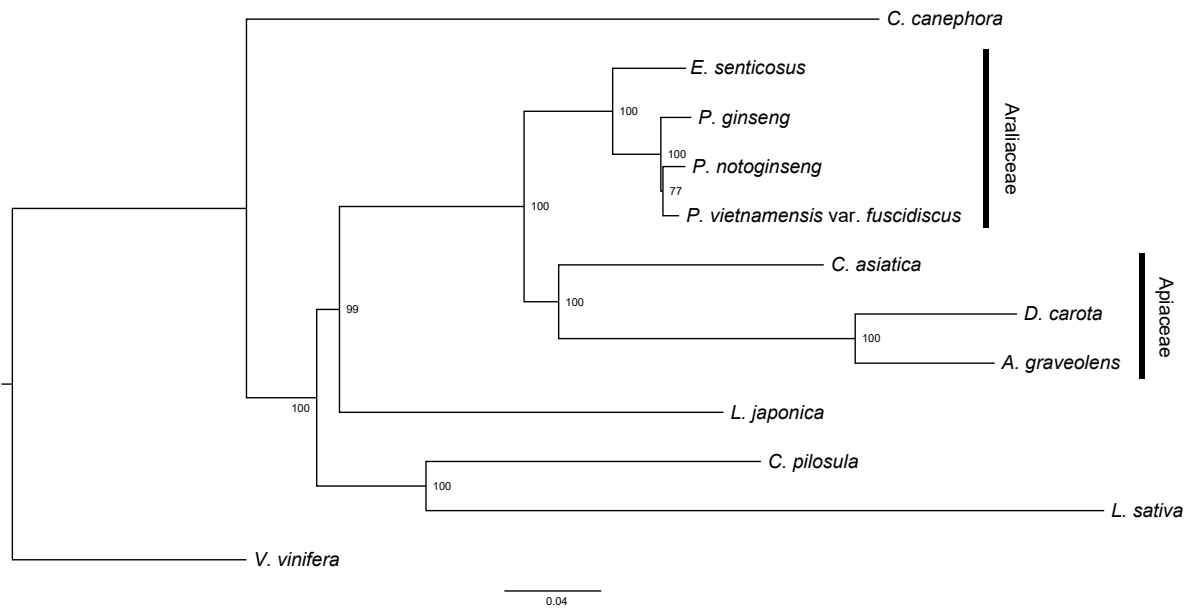 C. canephora
E. senticosus
100
P. ginseng
100
P. notoginseng
77
P. vietnamensis var. fuscidiscus
Araliaceae
100
C. asiatica
100
D. carota
100
A. graveolens
Apiaceae
99
L. japonica
100
C. pilosula
100
L. sativa
V. vinifera
0.04